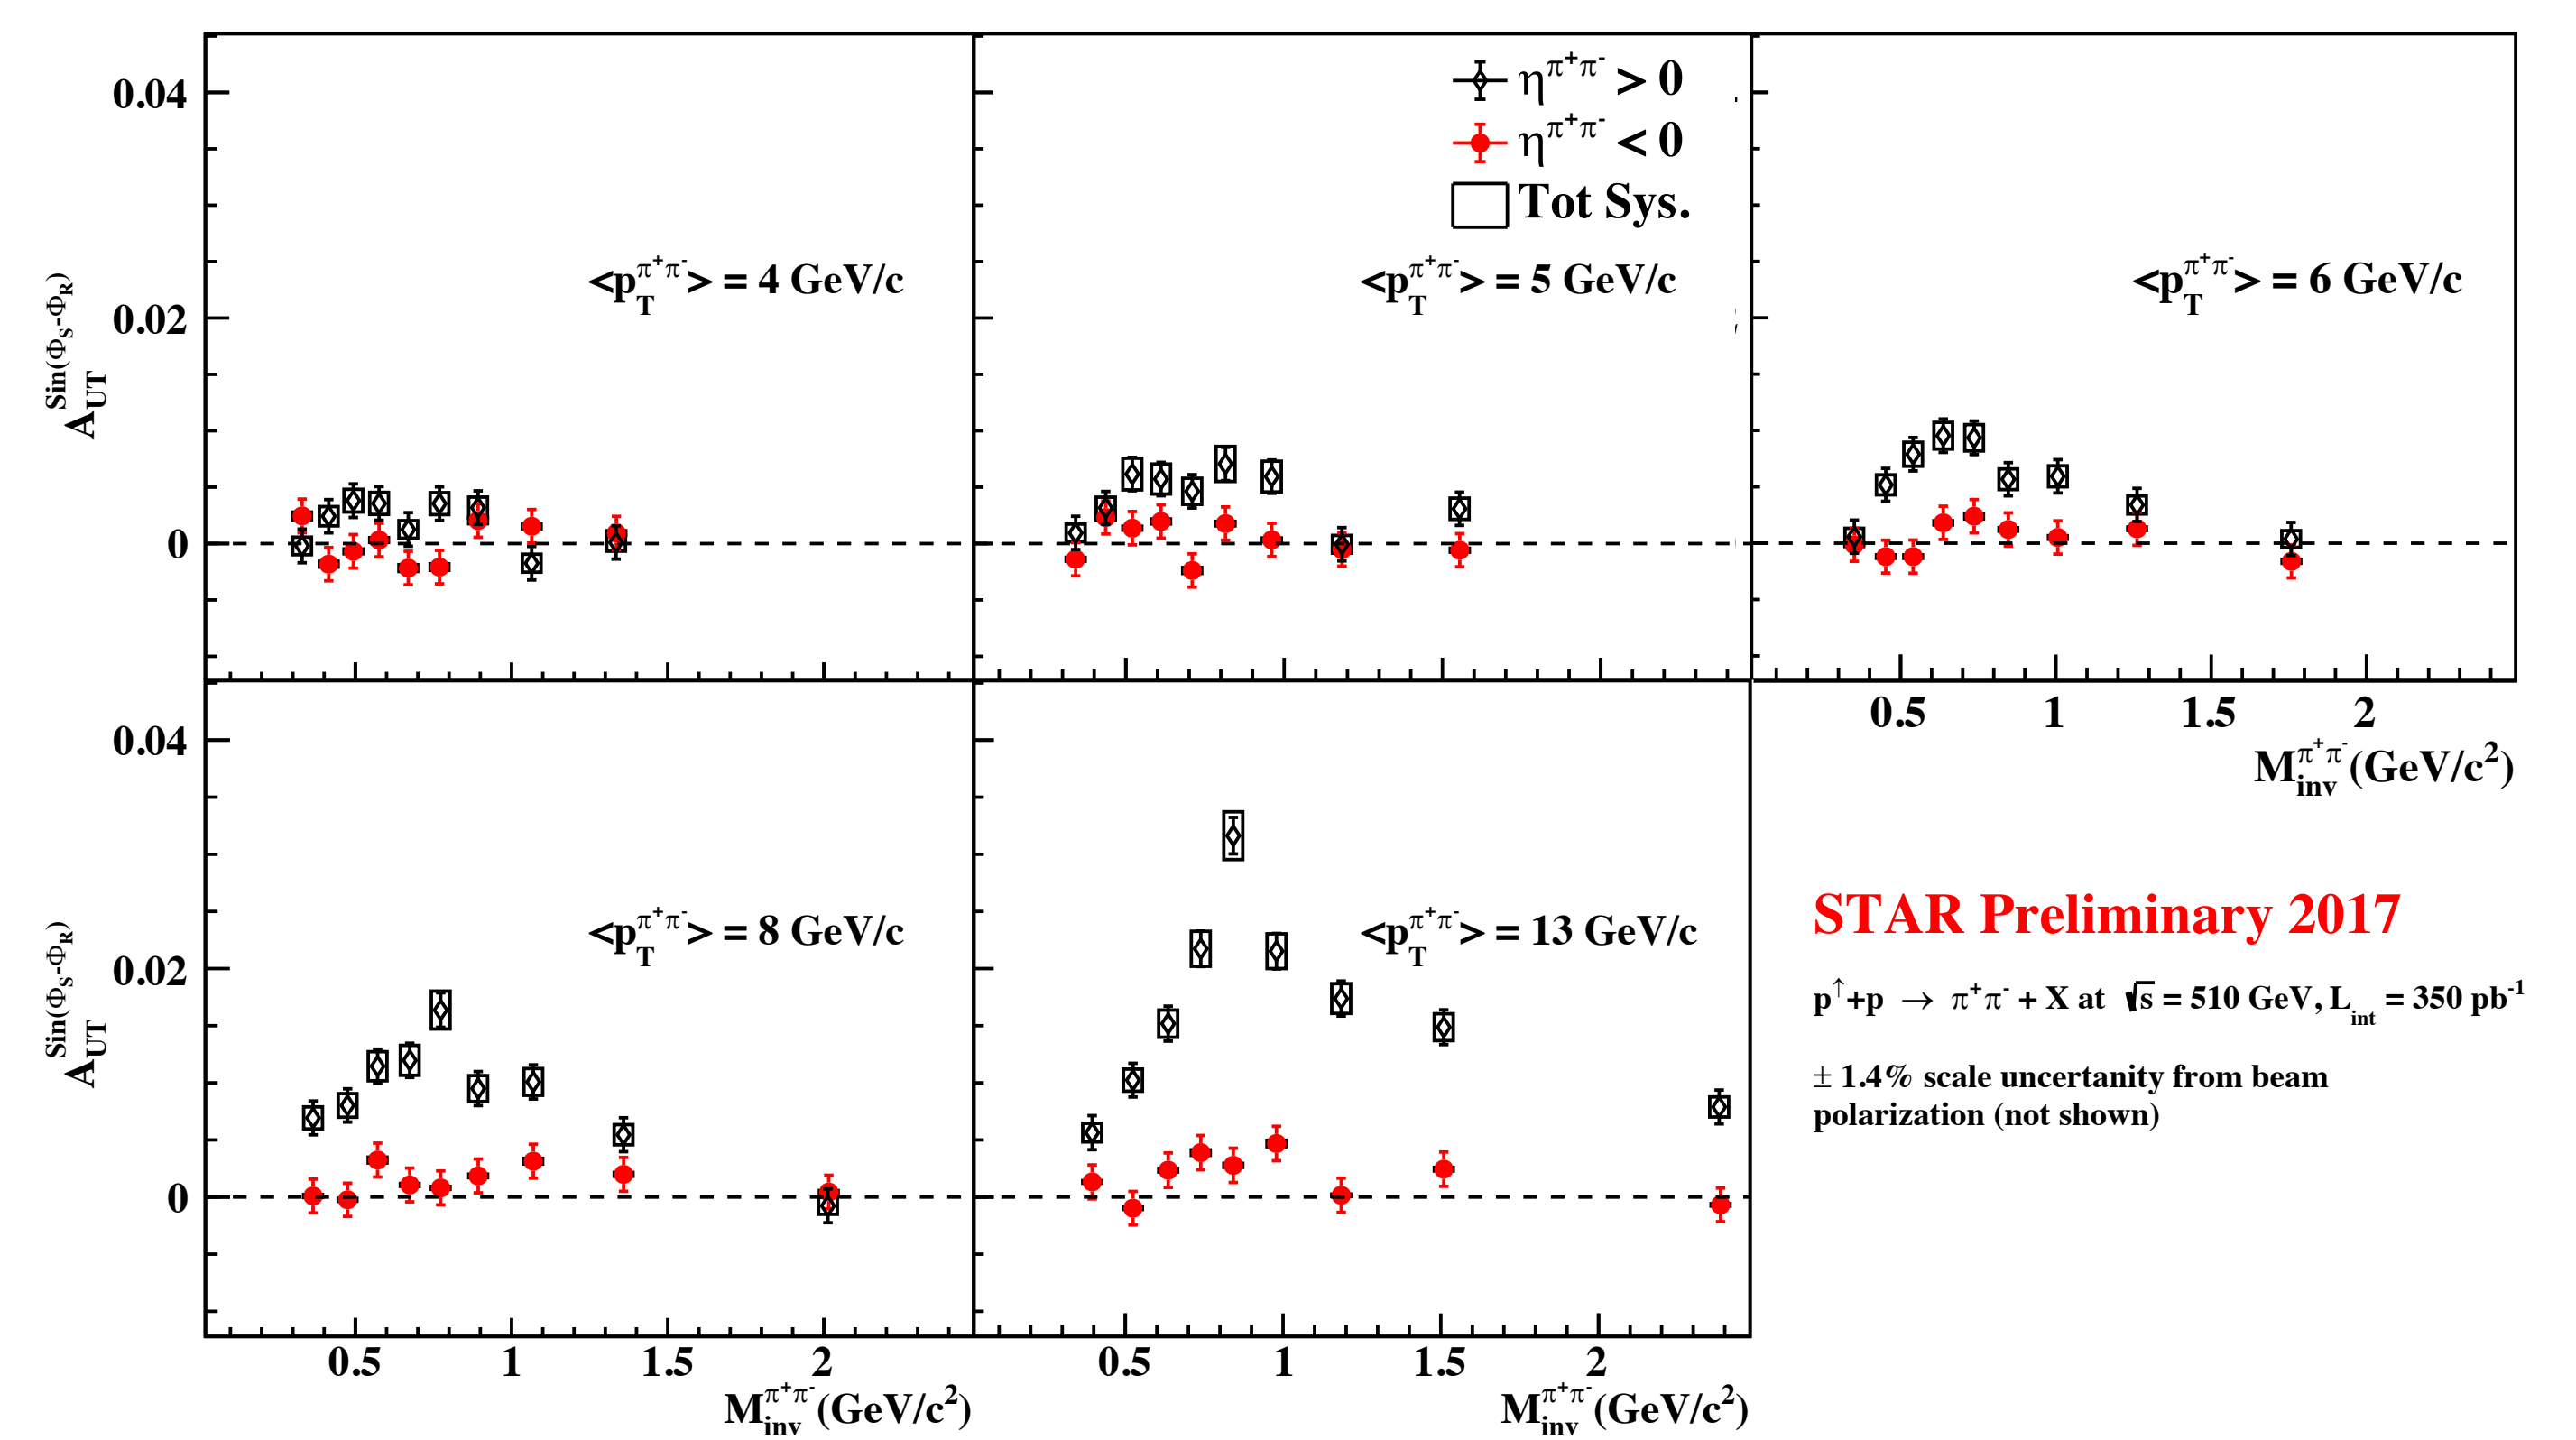 0.04
0.02
0
A_UT^Sin(Φ_S-Φ_R)
<p_T^π⁺π⁻> = 4 GeV/c
η^π⁺π⁻ > 0
η^π⁺π⁻ < 0
Tot Sys.
<p_T^π⁺π⁻> = 5 GeV/c
<p_T^π⁺π⁻> = 6 GeV/c
0.5 1 1.5 2
M_inv^π⁺π⁻(GeV/c²)
0.04
0.02
0
A_UT^Sin(Φ_S-Φ_R)
<p_T^π⁺π⁻> = 8 GeV/c
0.5 1 1.5 2
M_inv^π⁺π⁻(GeV/c²)
<p_T^π⁺π⁻> = 13 GeV/c
0.5 1 1.5 2
M_inv^π⁺π⁻(GeV/c²)
STAR Preliminary 2017
p^↑+p → π⁺π⁻ + X at √s = 510 GeV, L_int = 350 pb⁻¹
± 1.4% scale uncertanity from beam
polarization (not shown)